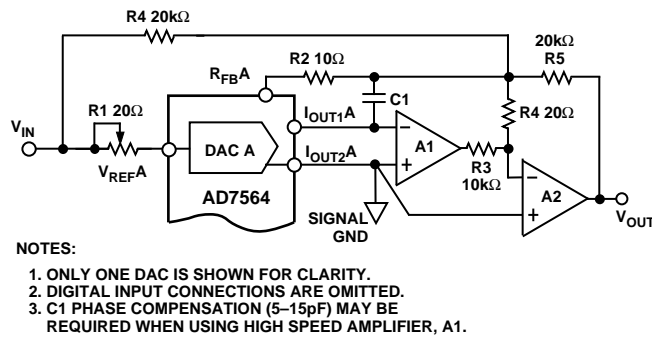 R4 20kΩ
20kΩ
R5
R2 10Ω
RFBA
C1
R4 20Ω
R1 20Ω
IOUT1A
VIN
DAC A
A1
VREFA
IOUT2A
R3
10kΩ
A2
AD7564
SIGNAL
GND
VOUT
NOTES:
1. ONLY ONE DAC IS SHOWN FOR CLARITY.
2. DIGITAL INPUT CONNECTIONS ARE OMITTED.
3. C1 PHASE COMPENSATION (5–15pF) MAY BE
REQUIRED WHEN USING HIGH SPEED AMPLIFIER, A1.